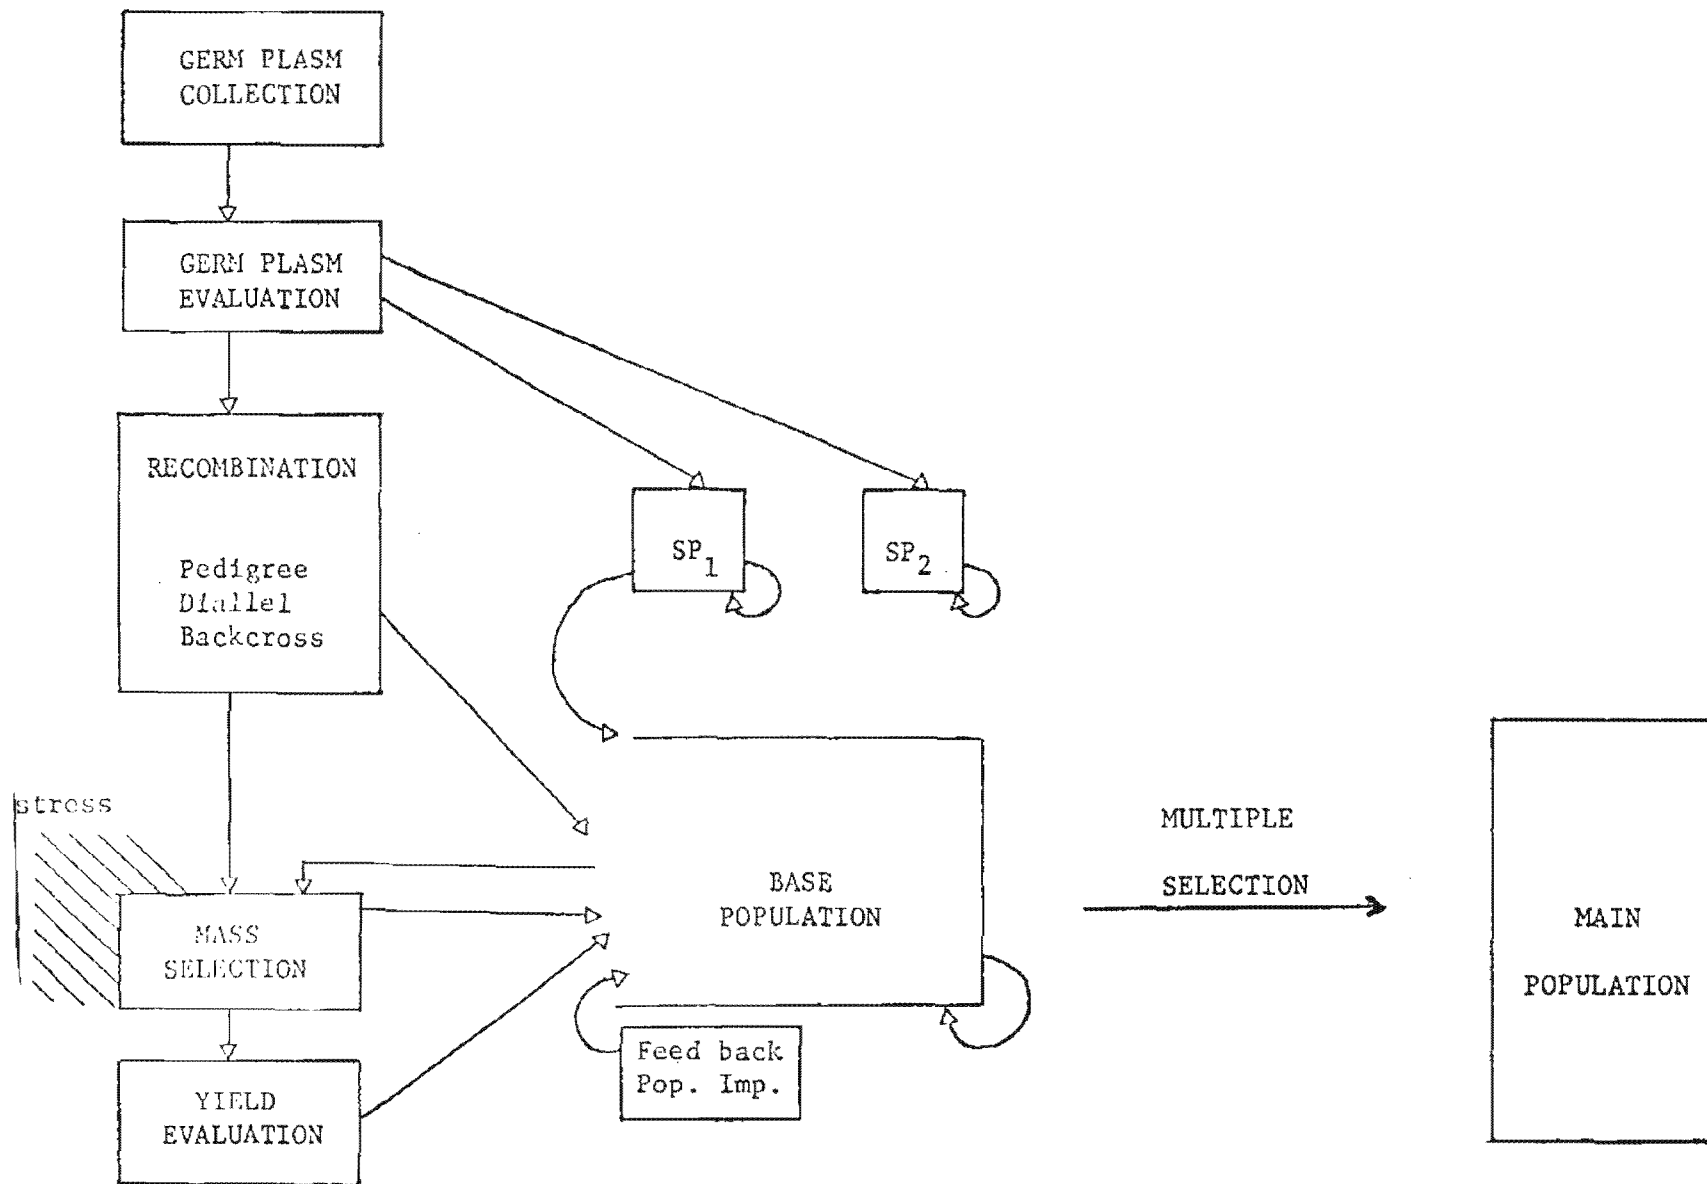 GERM PLASM
COLLECTION
GERM PLASM
EVALUATION
RECOMBINATION
Pedigree
Diallel
Backcross
SP1
SP2
stress
MASS
SELECTION
YIELD
EVALUATION
BASE
POPULATION
Feed back
Pop. Imp.
MULTIPLE
SELECTION
MAIN
POPULATION